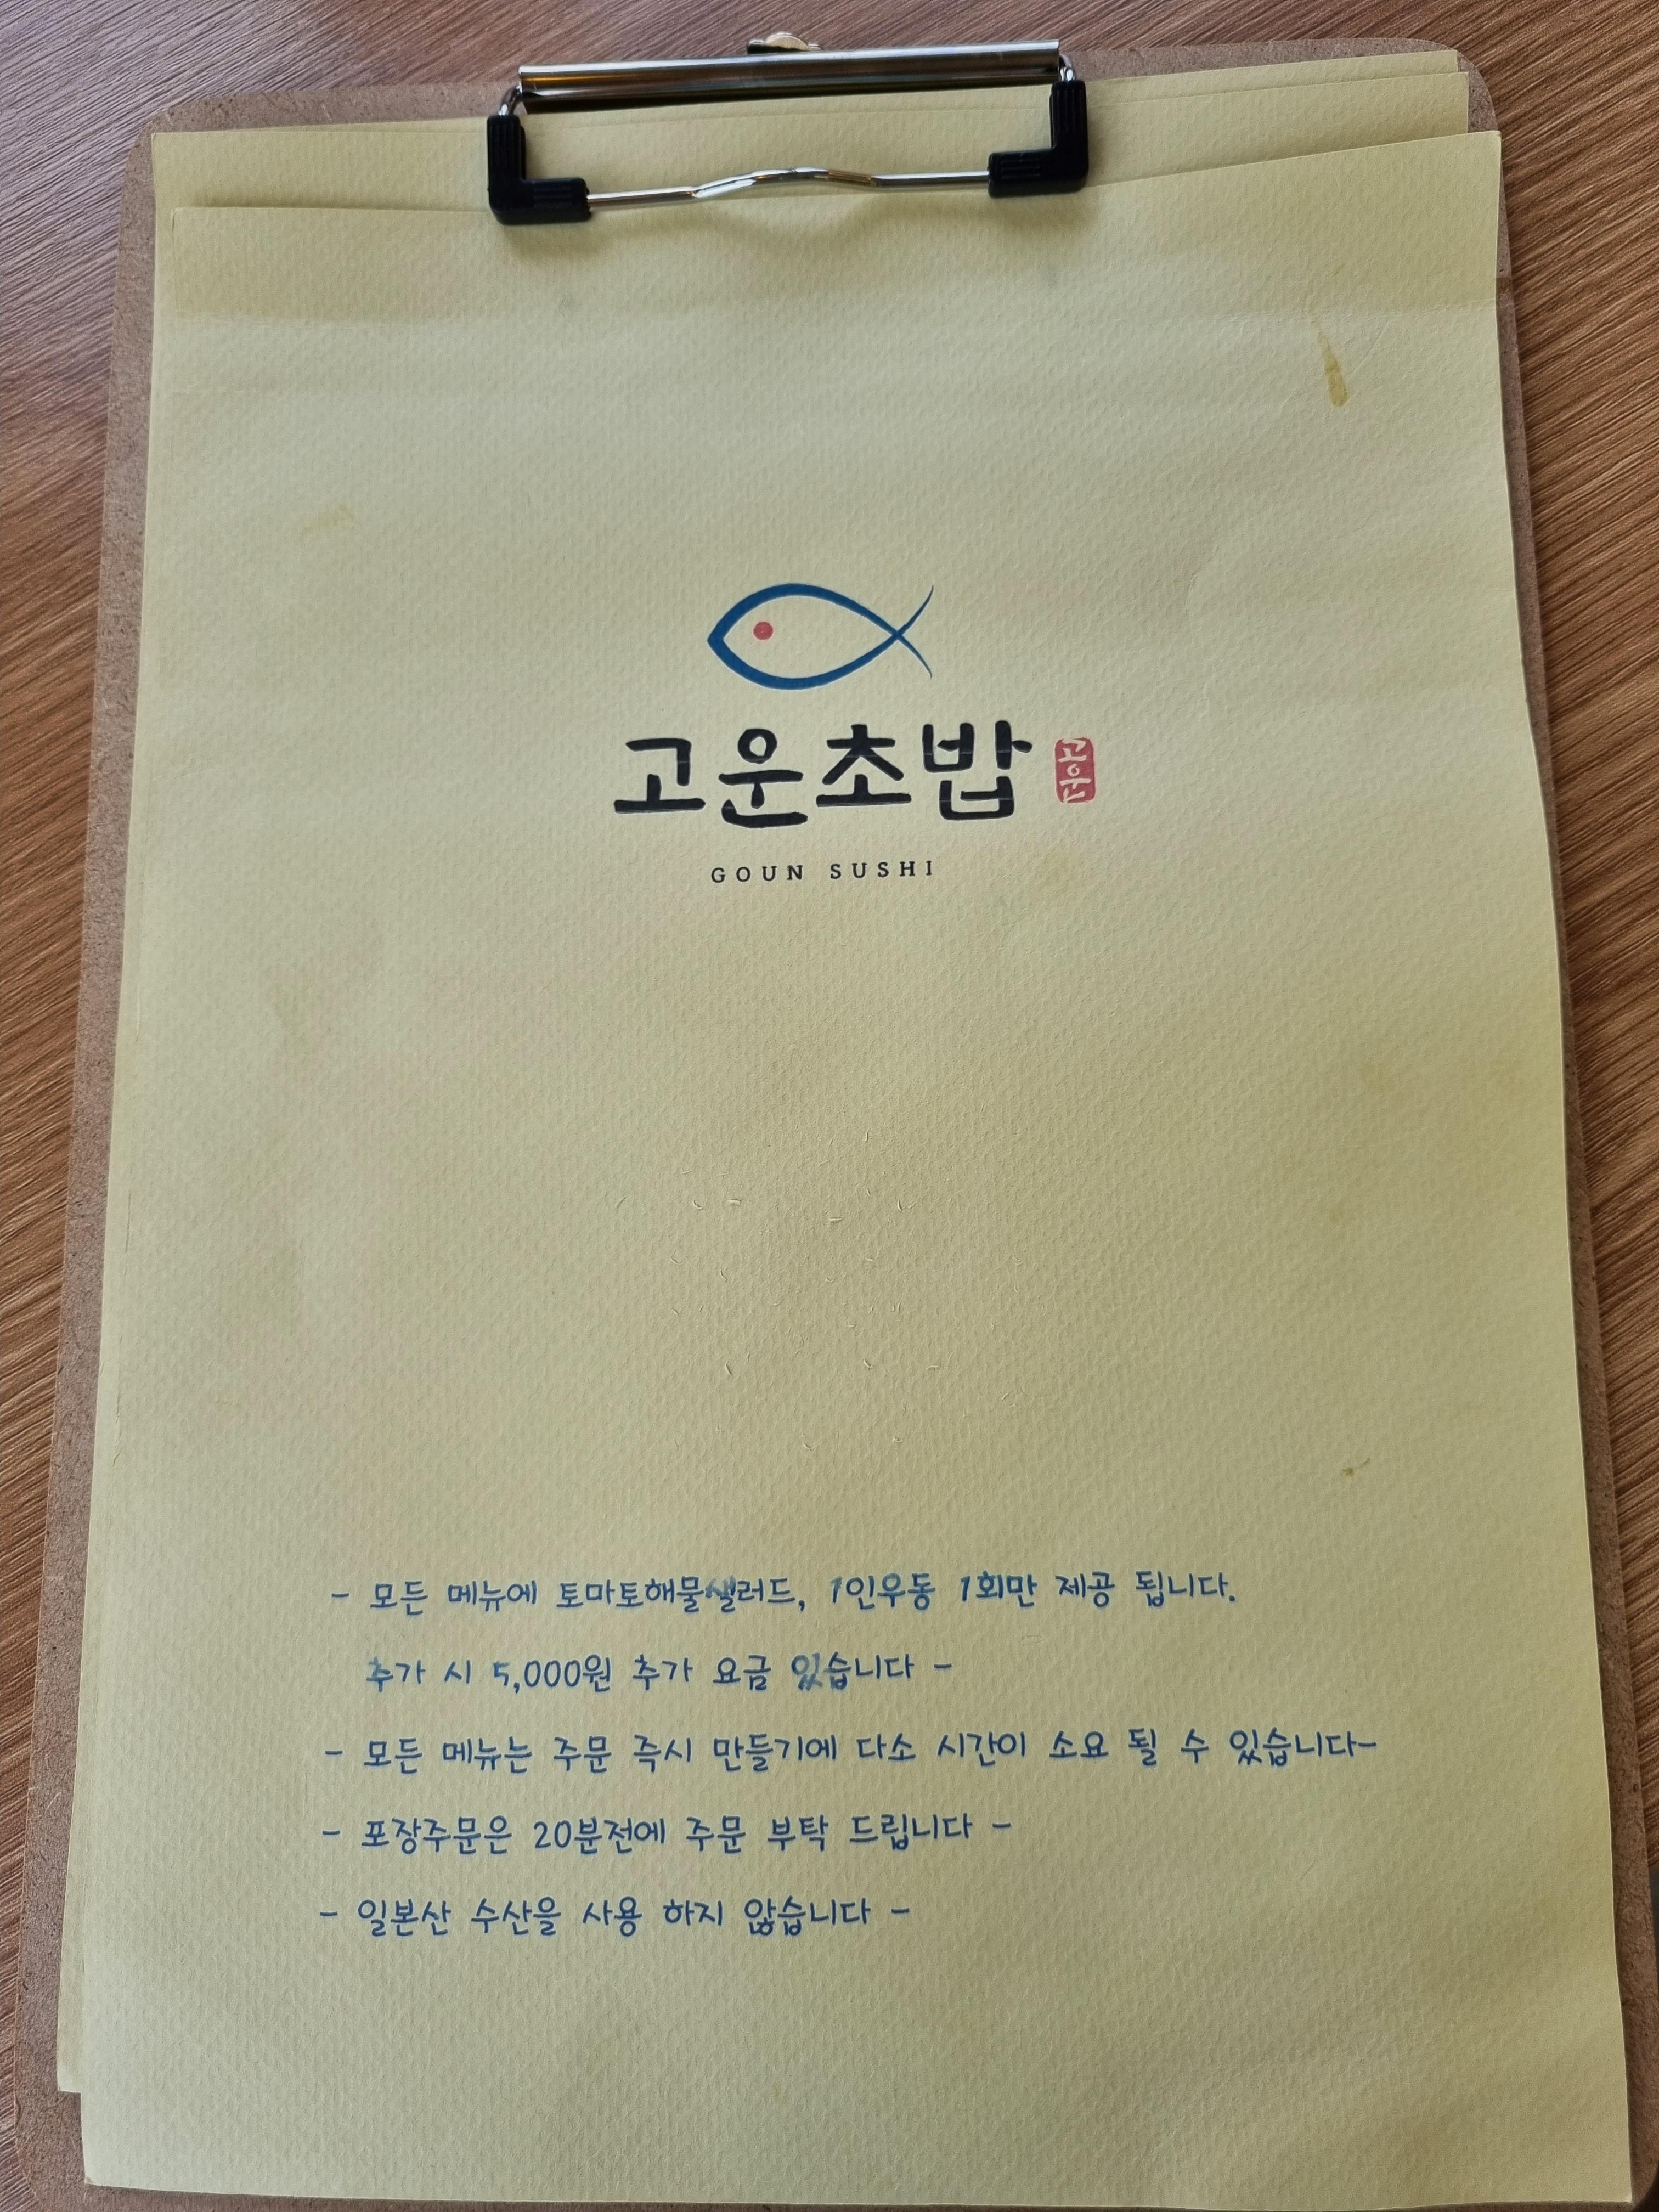 고운초밥 고운
GOUN SUSHI
- 모든 메뉴에 토마토해물샐러드, 1인우동 1회만 제공 됩니다.
추가 시 5,000원 추가 요금 있습니다 -
- 모든 메뉴는 주문 즉시 만들기에 다소 시간이 소요 될 수 있습니다-
- 포장주문은 20분전에 주문 부탁 드립니다 -
- 일본산 수산을 사용 하지 않습니다 -